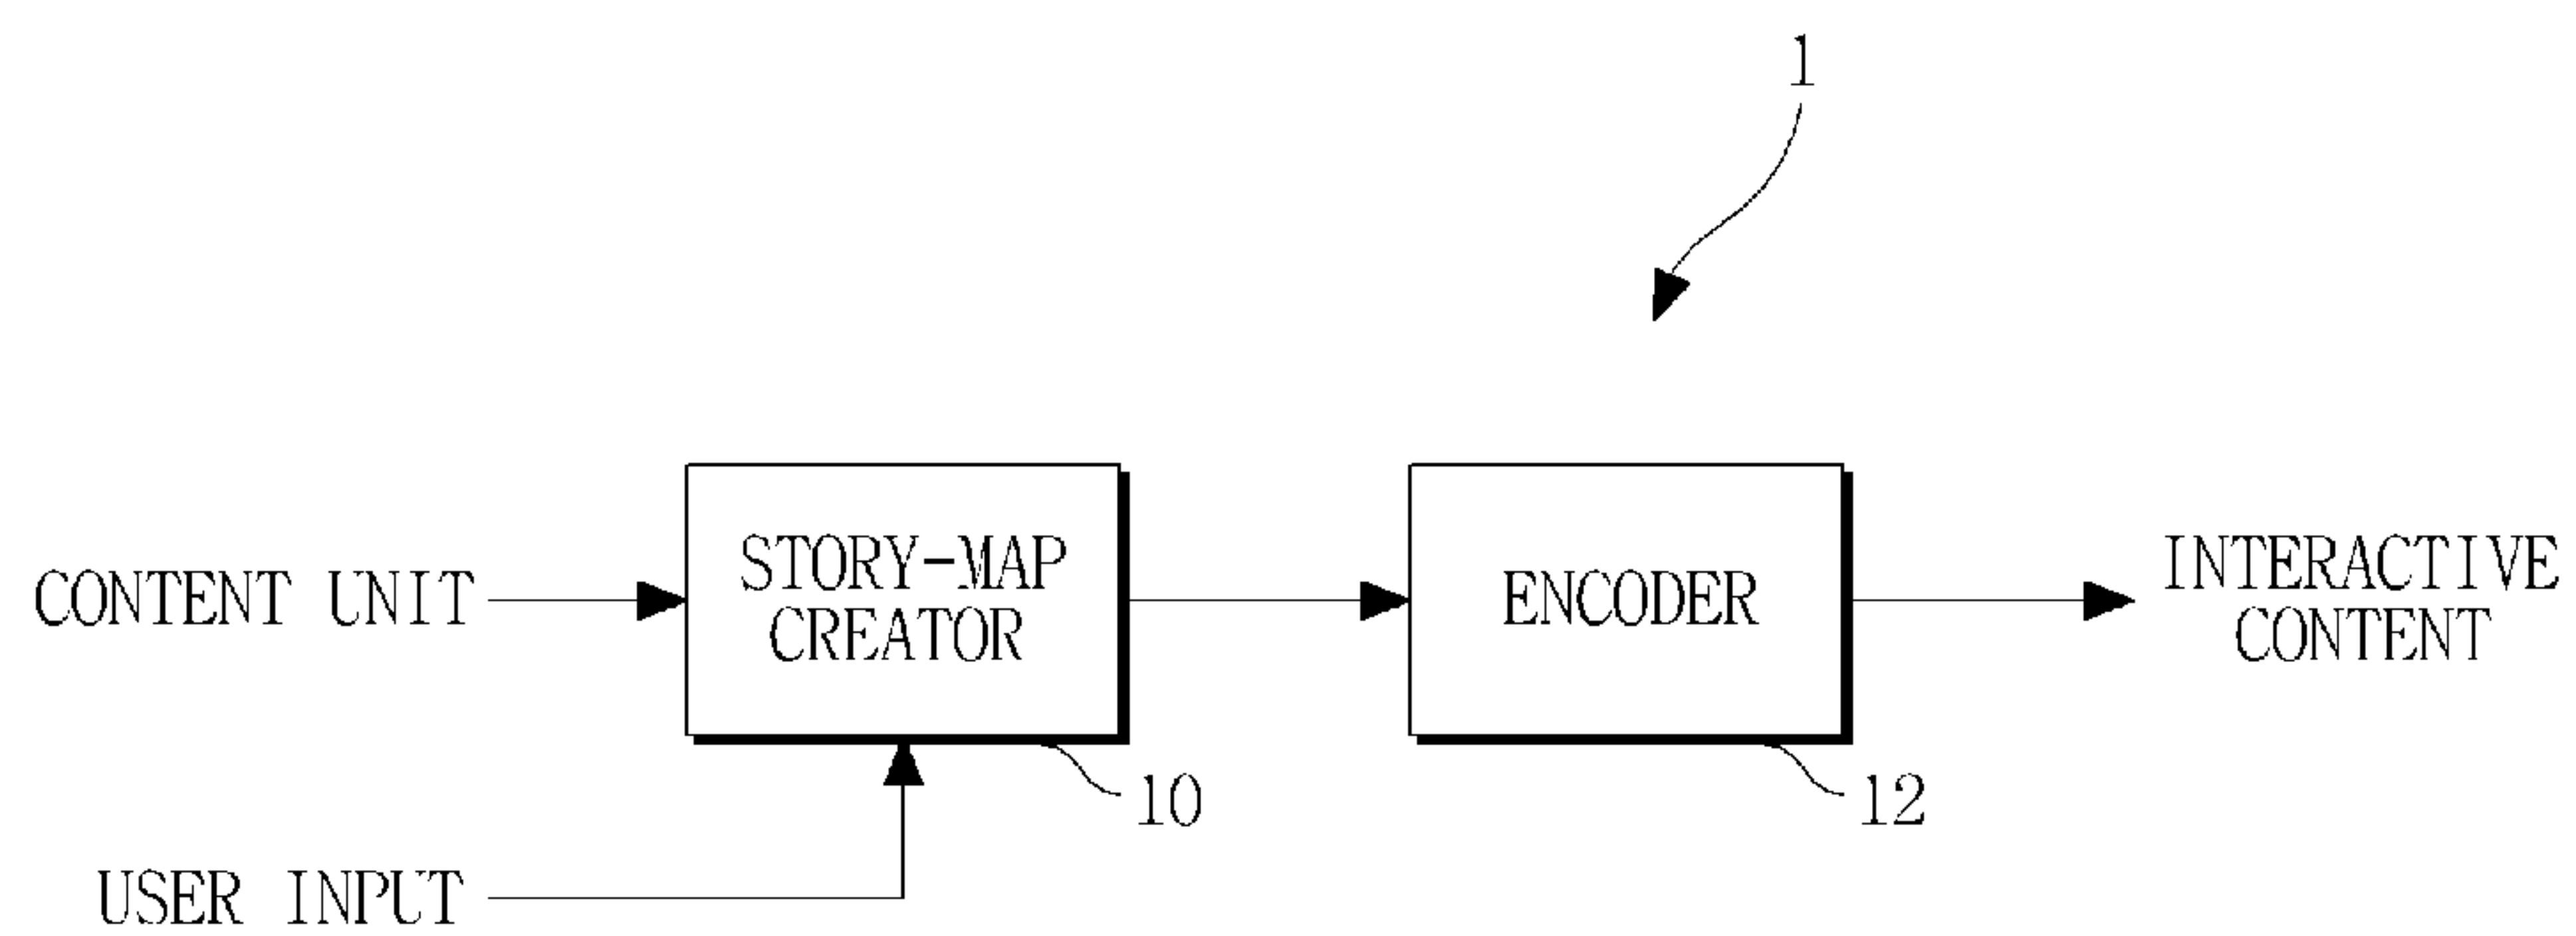 1
CONTENT UNIT
STORY-MAP
CREATOR
ENCODER
INTERACTIVE
CONTENT
10
12
USER INPUT